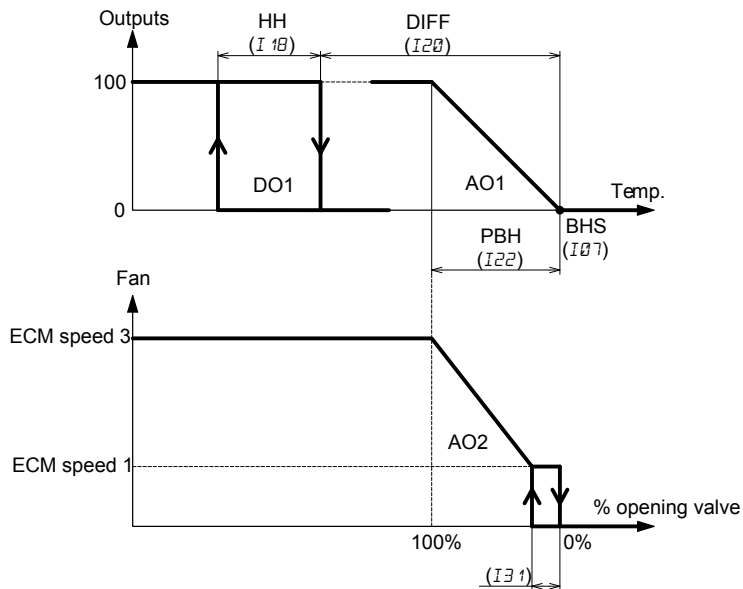 Outputs
HH
(I18)
DIFF
(I20)
100
DO1
AO1
Temp.
0
BHS
(I07)
PBH
(I22)
Fan
ECM speed 3
AO2
ECM speed 1
% opening valve
100%
0%
(I31)